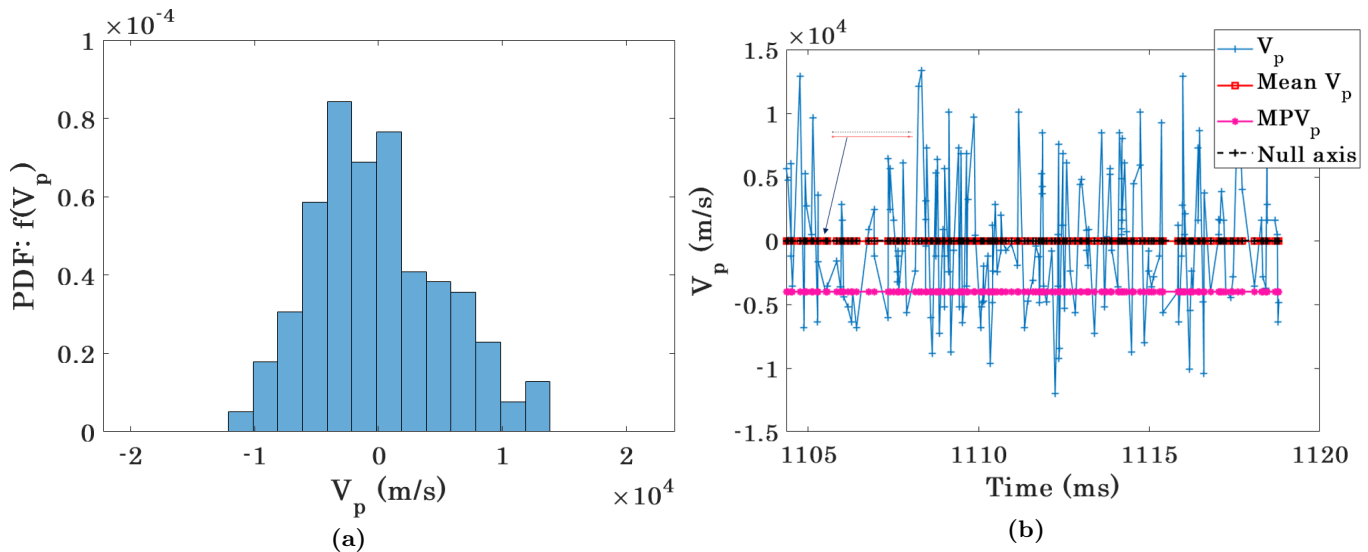 ×10⁻⁴
1
0.8
0.6
0.4
0.2
0
PDF: f(Vₚ)
-2
-1
0
1
2
Vₚ (m/s)
×10⁴
(a)
×10⁴
1.5
1
0.5
0
-0.5
-1
-1.5
Vₚ (m/s)
1105
1110
1115
1120
Time (ms)
Vₚ
Mean Vₚ
MPVₚ
Null axis
(b)